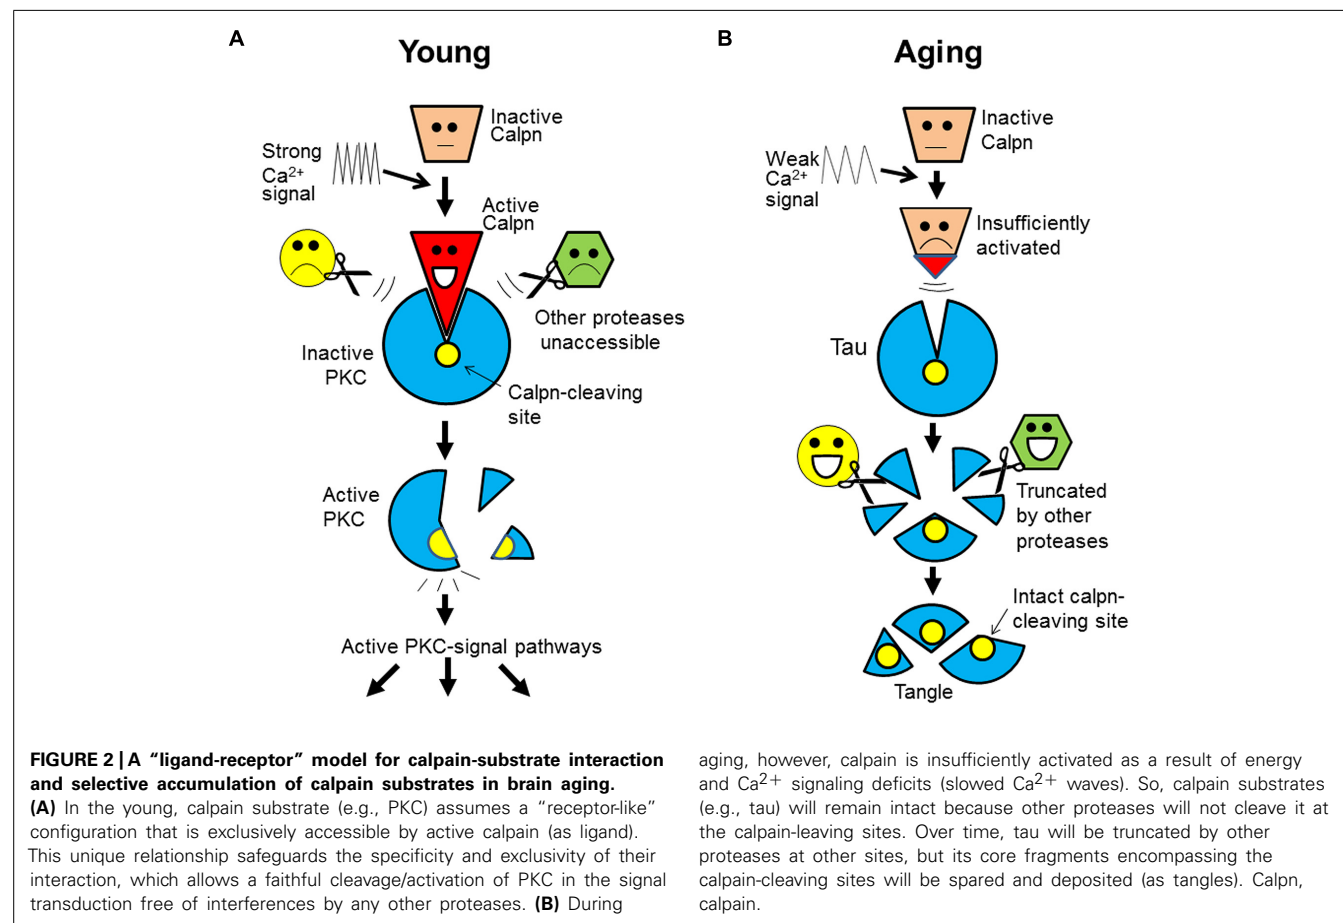 A
Young
Inactive
Calpn
Strong
Ca2+
signal
Active
Calpn
Other proteases
unaccessible
Inactive
PKC
Calpn-cleaving
site
Active
PKC
Active PKC-signal pathways
B
Aging
Inactive
Calpn
Weak
Ca2+
signal
Insufficiently
activated
Tau
Truncated
by other
proteases
Intact calpn-
cleaving site
Tangle
FIGURE 2 | A “ligand-receptor” model for calpain-substrate interaction
and selective accumulation of calpain substrates in brain aging.
(A) In the young, calpain substrate (e.g., PKC) assumes a “receptor-like”
configuration that is exclusively accessible by active calpain (as ligand).
This unique relationship safeguards the specificity and exclusivity of their
interaction, which allows a faithful cleavage/activation of PKC in the signal
transduction free of interferences by any other proteases. (B) During
aging, however, calpain is insufficiently activated as a result of energy
and Ca2+ signaling deficits (slowed Ca2+ waves). So, calpain substrates
(e.g., tau) will remain intact because other proteases will not cleave it at
the calpain-leaving sites. Over time, tau will be truncated by other
proteases at other sites, but its core fragments encompassing the
calpain-cleaving sites will be spared and deposited (as tangles). Calpn,
calpain.